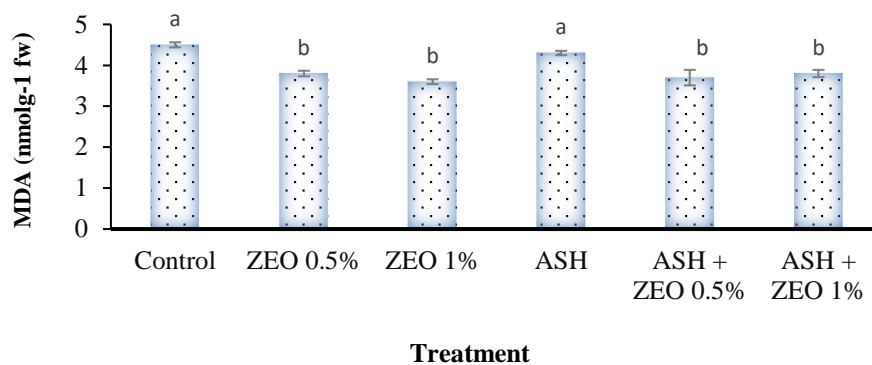 MDA (nmolg-1 fw)
5
4
3
2
1
0
a
b
b
a
b
b
Control
ZEO 0.5%
ZEO 1%
ASH
ASH +
ZEO 0.5%
ASH +
ZEO 1%
Treatment